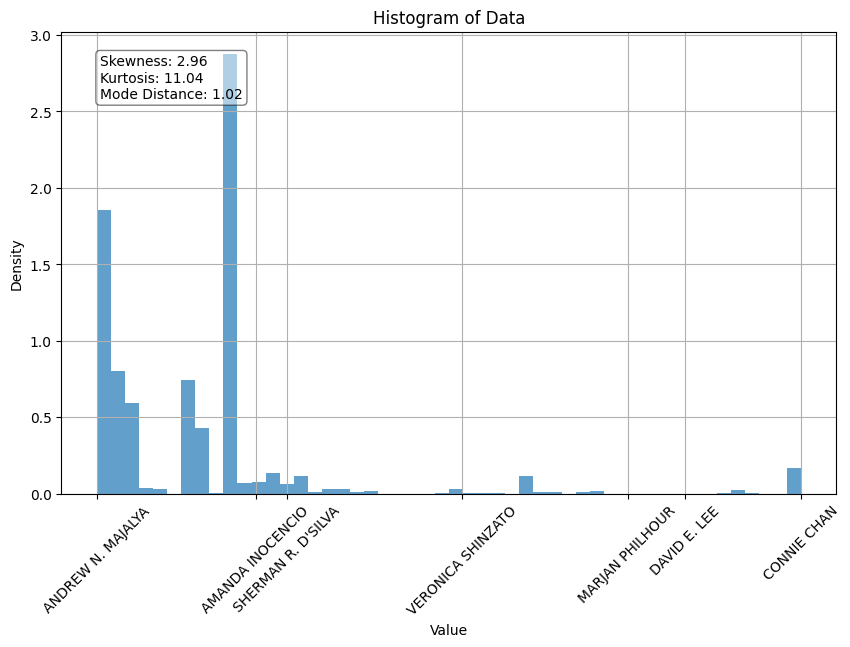 Histogram of Data
Skewness: 2.96
Kurtosis: 11.04
Mode Distance: 1.02
3.0
2.5
2.0
1.5
1.0
0.5
0.0
Density
ANDREW N. MAJALYA
AMANDA INOCENCIO
SHERMAN R. D'SILVA
VERONICA SHINZATO
MARJAN PHILHOUR
DAVID E. LEE
CONNIE CHAN
Value